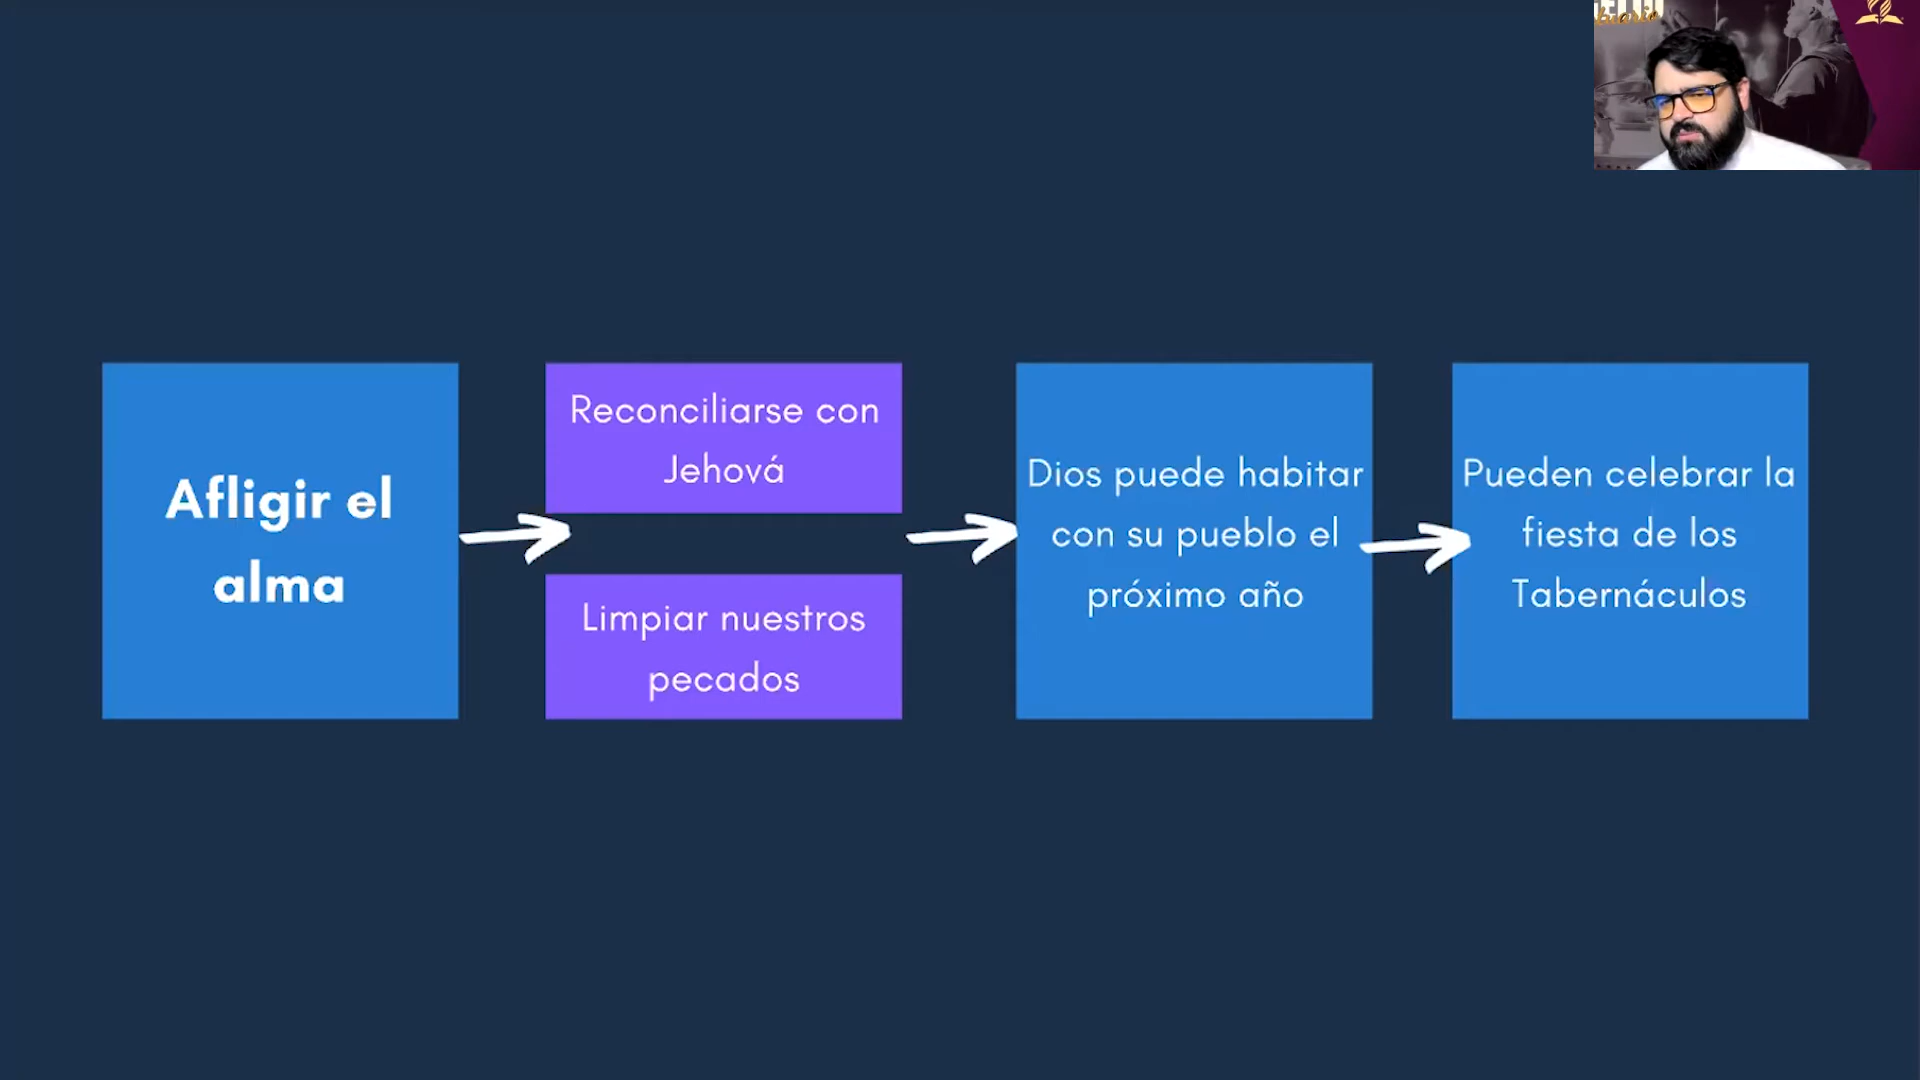 Afligir el
alma
Reconciliarse con
Jehová
Limpiar nuestros
pecados
Dios puede habitar
con su pueblo el
próximo año
Pueden celebrar la
fiesta de los
Tabernáculos